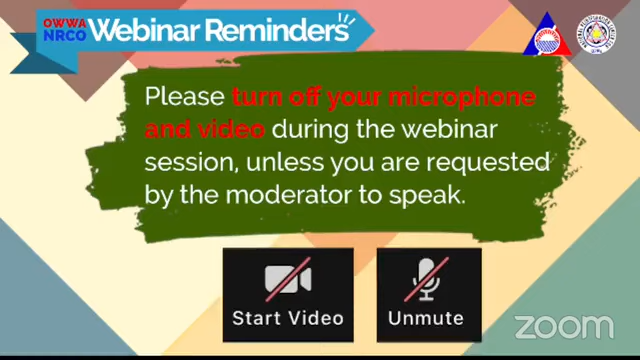 OWWA
NRCO
Webinar Reminders
Please turn off your microphone
and video during the webinar
session, unless you are requested
by the moderator to speak.
Start Video
Unmute
zoom